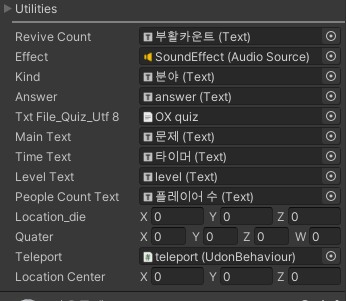 Utilities
Revive Count 부활카운트 (Text)
Effect SoundEffect (Audio Source)
Kind 분야 (Text)
Answer answer (Text)
Txt File_Quiz_Utf 8 OX quiz
Main Text 문제 (Text)
Time Text 타이머 (Text)
Level Text level (Text)
People Count Text 플레이어 수 (Text)
Location_die X 0 Y 0 Z 0
Quater X 0 Y 0 Z 0 W 0
Teleport teleport (UdonBehaviour)
Location Center X 0 Y 0 Z 0